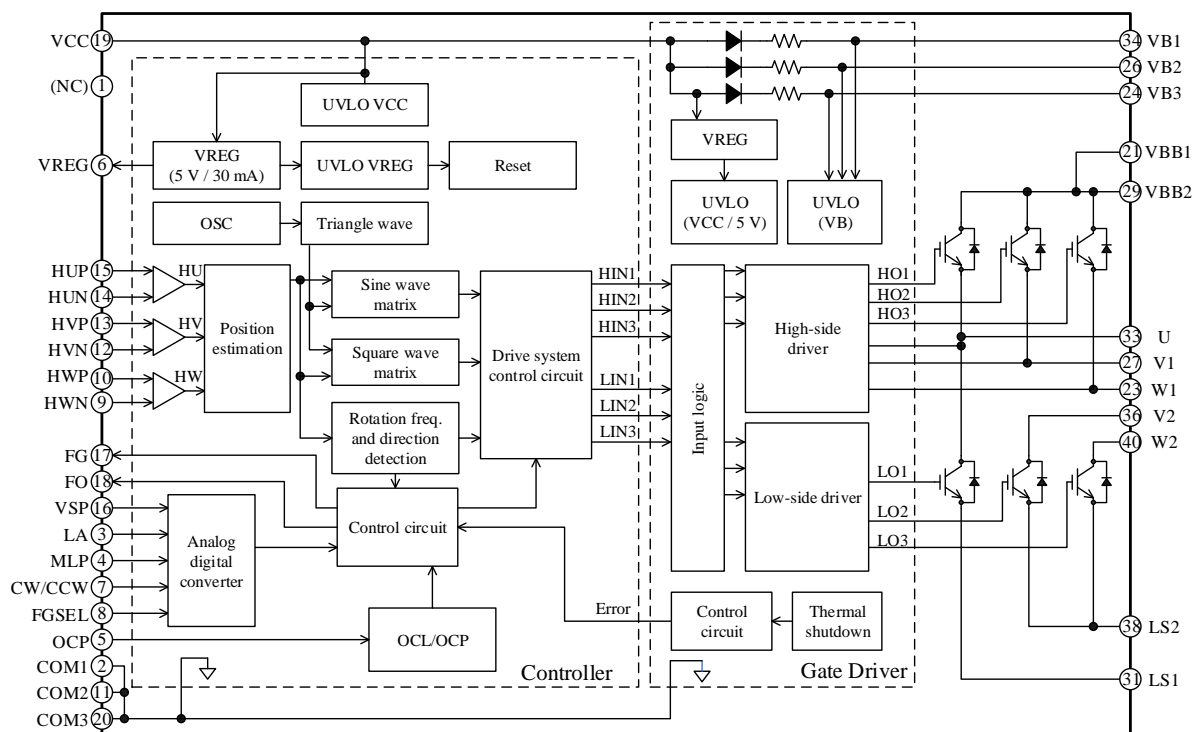 VCC
19
(NC)
1
VREG
6
HUP
15
HUN
14
HVP
13
HVN
12
HWP
10
HWN
9
FG
17
FO
18
VSP
16
LA
3
MLP
4
CW/CCW
7
FGSEL
8
OCP
5
COM1
2
COM2
11
COM3
20
UVLO VCC
VREG
(5 V / 30 mA)
UVLO VREG
Reset
OSC
Triangle wave
HU
HV
HW
Position
estimation
Sine wave
matrix
Square wave
matrix
Rotation freq.
and direction
detection
Drive system
control circuit
Analog
digital
converter
Control circuit
OCL/OCP
Controller
HIN1
HIN2
HIN3
LIN1
LIN2
LIN3
Error
VREG
UVLO
(VCC / 5 V)
UVLO
(VB)
Input logic
High-side
driver
Low-side driver
Control
circuit
Thermal
shutdown
Gate Driver
HO1
HO2
HO3
LO1
LO2
LO3
34
VB1
26
VB2
24
VB3
21
VBB1
29
VBB2
33
U
27
V1
23
W1
36
V2
40
W2
38
LS2
31
LS1